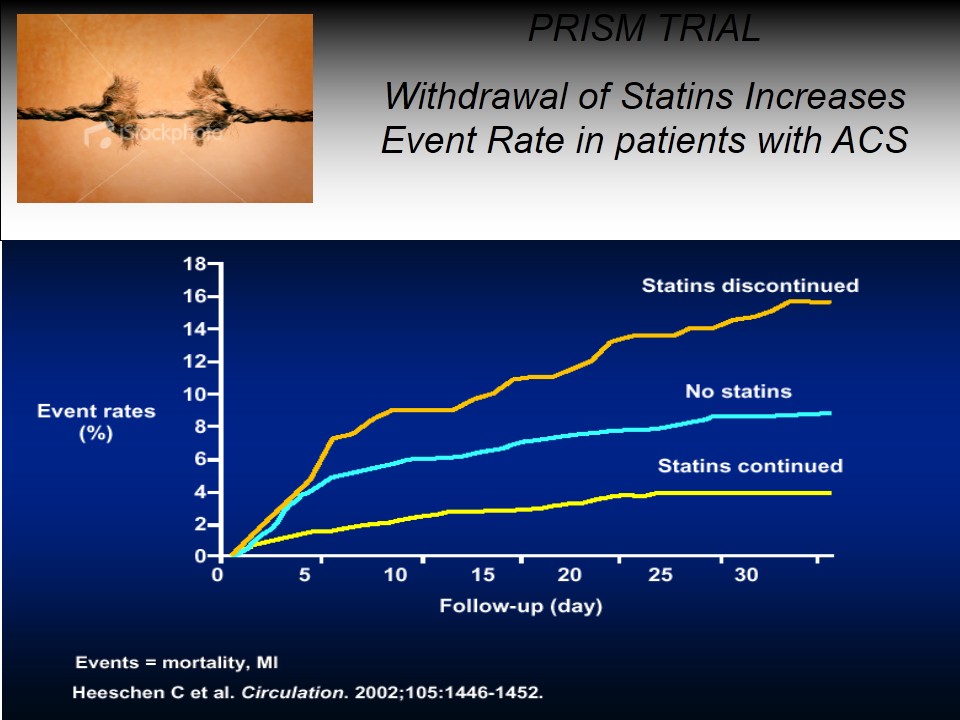 PRISM TRIAL
Withdrawal of Statins Increases
Event Rate in patients with ACS
iStockphoto
18
16
14
12
10
8
6
4
2
0
Event rates
(%)
Statins discontinued
No statins
Statins continued
0 5 10 15 20 25 30
Follow-up (day)
Events = mortality, MI
Heeschen C et al. Circulation. 2002;105:1446-1452.